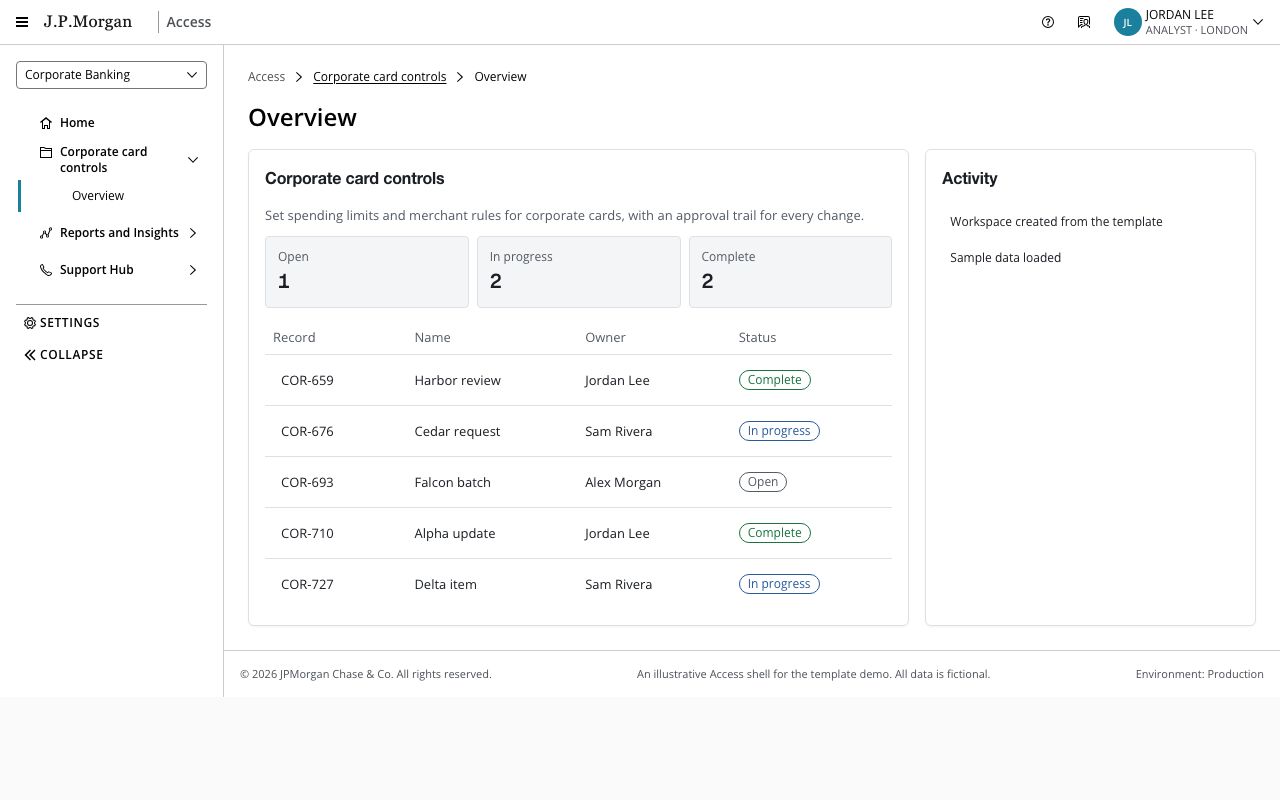 J.P.Morgan
Access
JL
JORDAN LEE
ANALYST · LONDON
Corporate Banking
Home
Corporate card
controls
Overview
Reports and Insights
Support Hub
SETTINGS
COLLAPSE
Access
Corporate card controls
Overview
Overview
Corporate card controls
Set spending limits and merchant rules for corporate cards, with an approval trail for every change.
Open
1
In progress
2
Complete
2
Record Name Owner Status
COR-659 Harbor review Jordan Lee Complete
COR-676 Cedar request Sam Rivera In progress
COR-693 Falcon batch Alex Morgan Open
COR-710 Alpha update Jordan Lee Complete
COR-727 Delta item Sam Rivera In progress
Activity
Workspace created from the template
Sample data loaded
© 2026 JPMorgan Chase & Co. All rights reserved.
An illustrative Access shell for the template demo. All data is fictional.
Environment: Production